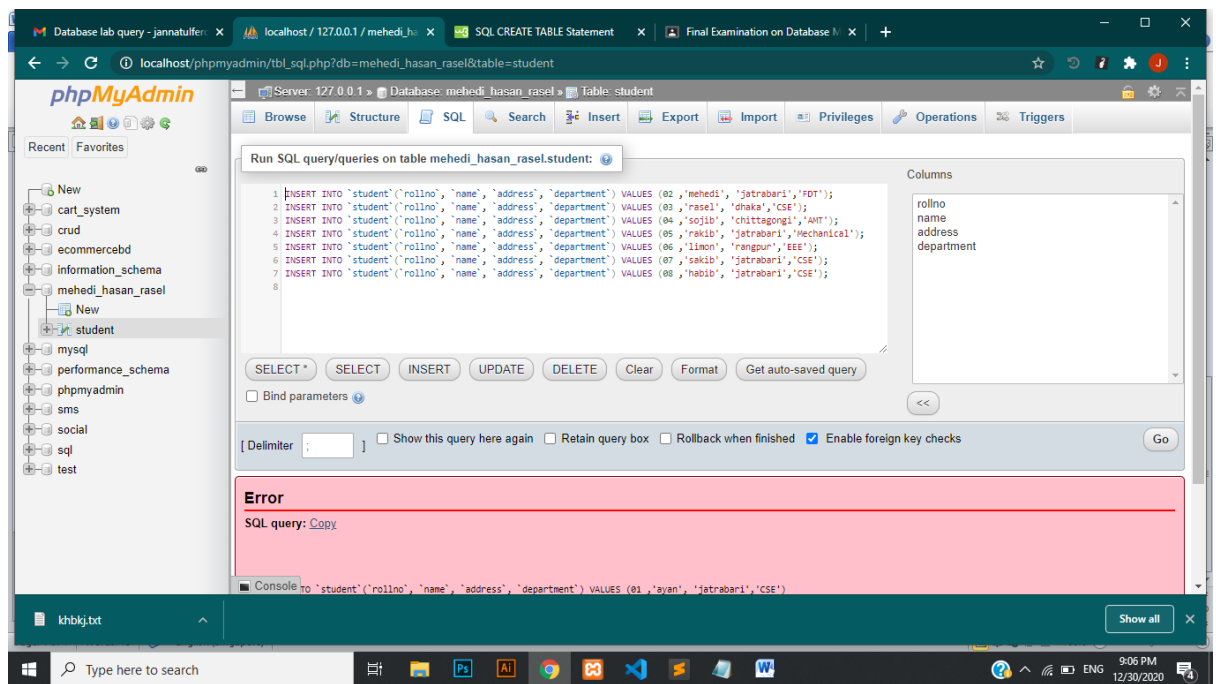 Database lab query - jannatulferc
localhost / 127.0.0.1 / mehedi_ha
SQL CREATE TABLE Statement
Final Examination on Database M
localhost/phpmyadmin/tbl_sql.php?db=mehedi_hasan_rasel&table=student
J
phpMyAdmin
Recent Favorites
New
cart_system
crud
ecommercebd
information_schema
mehedi_hasan_rasel
New
student
mysql
performance_schema
phpmyadmin
sms
social
sql
test
Server: 127.0.0.1 » Database: mehedi_hasan_rasel » Table: student
Browse Structure SQL Search Insert Export Import Privileges Operations Triggers
Run SQL query/queries on table mehedi_hasan_rasel.student:
1 INSERT INTO `student`(`rollno`, `name`, `address`, `department`) VALUES (02 ,'mehedi', 'jatrabari','FDT');
2 INSERT INTO `student`(`rollno`, `name`, `address`, `department`) VALUES (03 ,'rasel', 'dhaka','CSE');
3 INSERT INTO `student`(`rollno`, `name`, `address`, `department`) VALUES (04 ,'sojib', 'chittagongi','AMT');
4 INSERT INTO `student`(`rollno`, `name`, `address`, `department`) VALUES (05 ,'rakib', 'jatrabari','Mechanical');
5 INSERT INTO `student`(`rollno`, `name`, `address`, `department`) VALUES (06 ,'limon', 'rangpur','EEE');
6 INSERT INTO `student`(`rollno`, `name`, `address`, `department`) VALUES (07 ,'sakib', 'jatrabari','CSE');
7 INSERT INTO `student`(`rollno`, `name`, `address`, `department`) VALUES (08 ,'habib', 'jatrabari','CSE');
8
Columns
rollno
name
address
department
SELECT * SELECT INSERT UPDATE DELETE Clear Format Get auto-saved query
<<
Bind parameters
[ Delimiter ; ] Show this query here again Retain query box Rollback when finished Enable foreign key checks Go
Error
SQL query: Copy
Console
TO `student`(`rollno`, `name`, `address`, `department`) VALUES (01 ,'ayan', 'jatrabari','CSE')
khbkj.txt
Show all
Type here to search
Ps
Ai
W
ENG
9:06 PM
12/30/2020
4